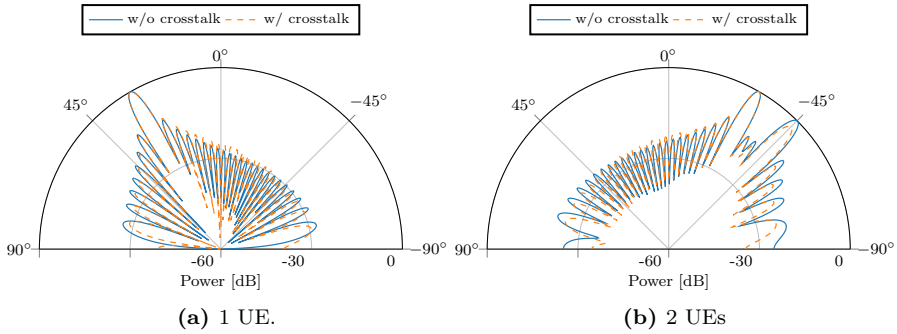 w/o crosstalk w/ crosstalk w/o crosstalk w/ crosstalk
0° 0°
45° −45° 45° −45°
90° −90° 90° −90°
-60 -30 0 -60 -30 0
Power [dB] Power [dB]
(a) 1 UE. (b) 2 UEs